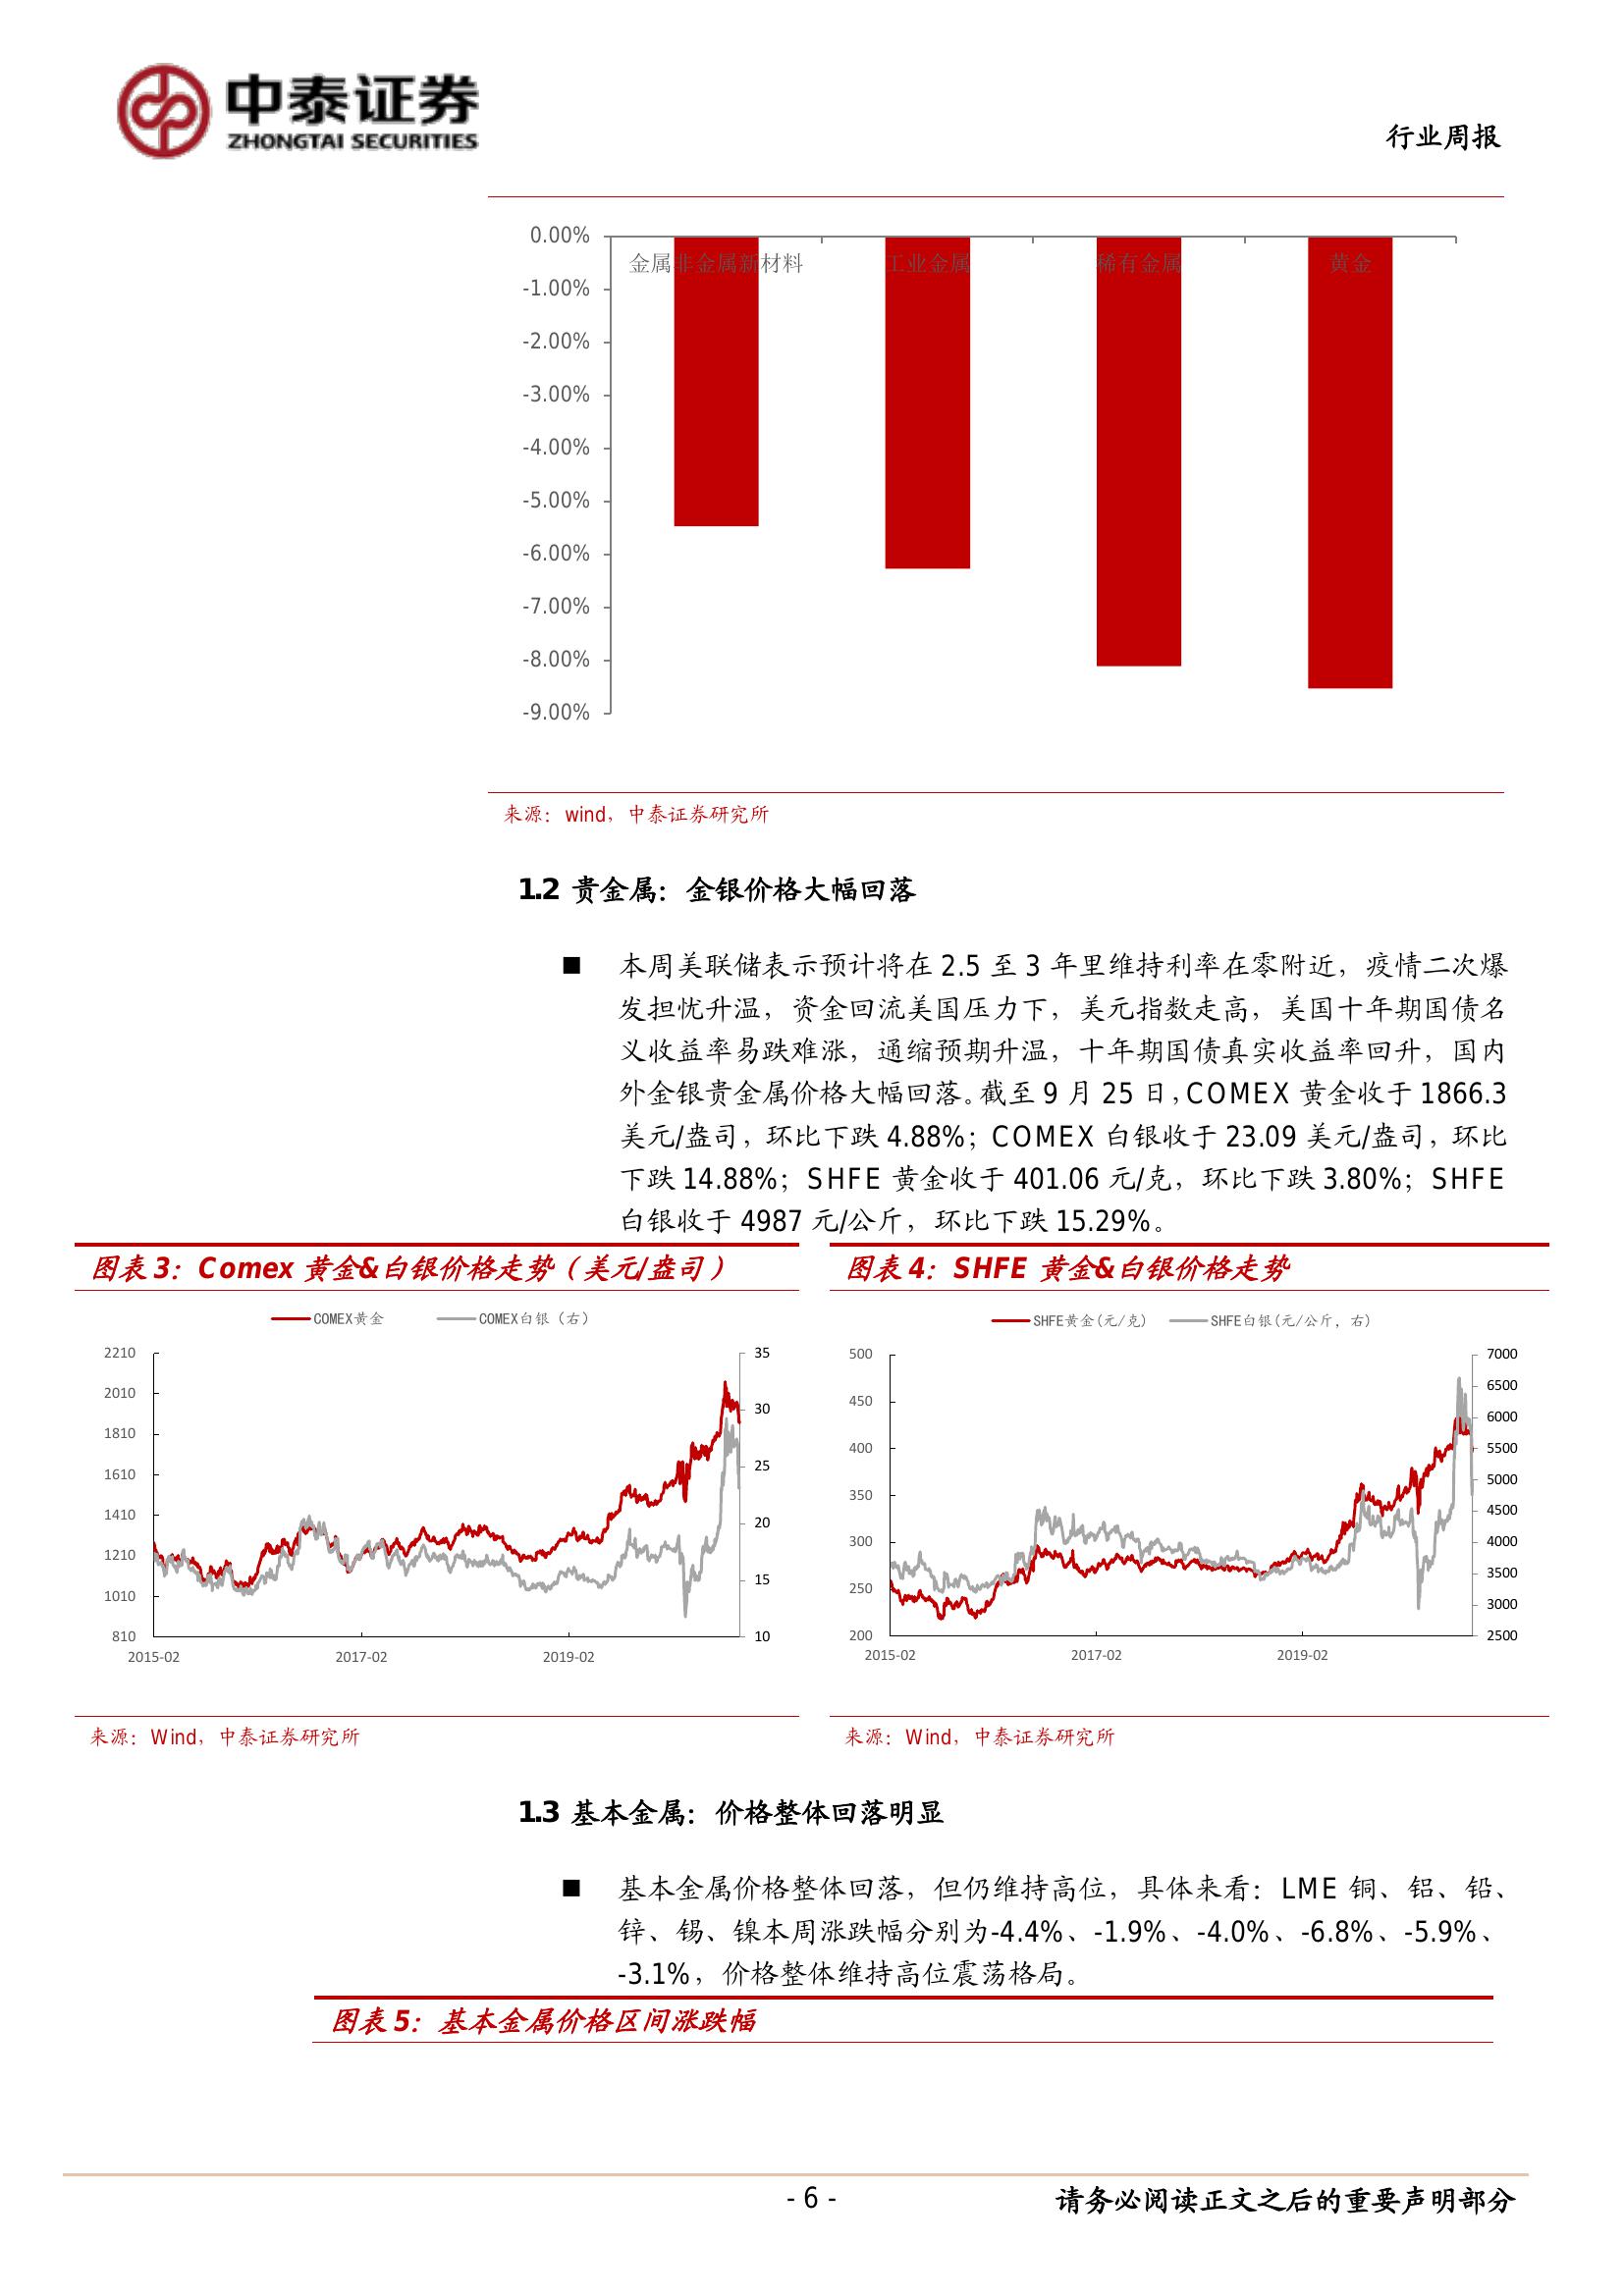 中泰证券
ZHONGTAI SECURITIES
行业周报
0.00%
金属非金属新材料 工业金属 稀有金属 黄金
-1.00%
-2.00%
-3.00%
-4.00%
-5.00%
-6.00%
-7.00%
-8.00%
-9.00%
来源：wind，中泰证券研究所
1.2 贵金属：金银价格大幅回落
■ 本周美联储表示预计将在 2.5 至 3 年里维持利率在零附近，疫情二次爆
发担忧升温，资金回流美国压力下，美元指数走高，美国十年期国债名
义收益率易跌难涨，通缩预期升温，十年期国债真实收益率回升，国内
外金银贵金属价格大幅回落。截至 9 月 25 日，COMEX 黄金收于 1866.3
美元/盎司，环比下跌 4.88%；COMEX 白银收于 23.09 美元/盎司，环比
下跌 14.88%；SHFE 黄金收于 401.06 元/克，环比下跌 3.80%；SHFE
白银收于 4987 元/公斤，环比下跌 15.29%。
图表 3：Comex 黄金&白银价格走势（美元/盎司）
COMEX黄金 COMEX白银（右）
2210
2010
1810
1610
1410
1210
1010
810
35
30
25
20
15
10
2015-02 2017-02 2019-02
来源：Wind，中泰证券研究所
图表 4：SHFE 黄金&白银价格走势
SHFE黄金(元/克) SHFE白银(元/公斤，右)
500
450
400
350
300
250
200
7000
6500
6000
5500
5000
4500
4000
3500
3000
2500
2015-02 2017-02 2019-02
来源：Wind，中泰证券研究所
1.3 基本金属：价格整体回落明显
■ 基本金属价格整体回落，但仍维持高位，具体来看：LME 铜、铝、铅、
锌、锡、镍本周涨跌幅分别为-4.4%、-1.9%、-4.0%、-6.8%、-5.9%、
-3.1%，价格整体维持高位震荡格局。
图表 5：基本金属价格区间涨跌幅
- 6 -
请务必阅读正文之后的重要声明部分